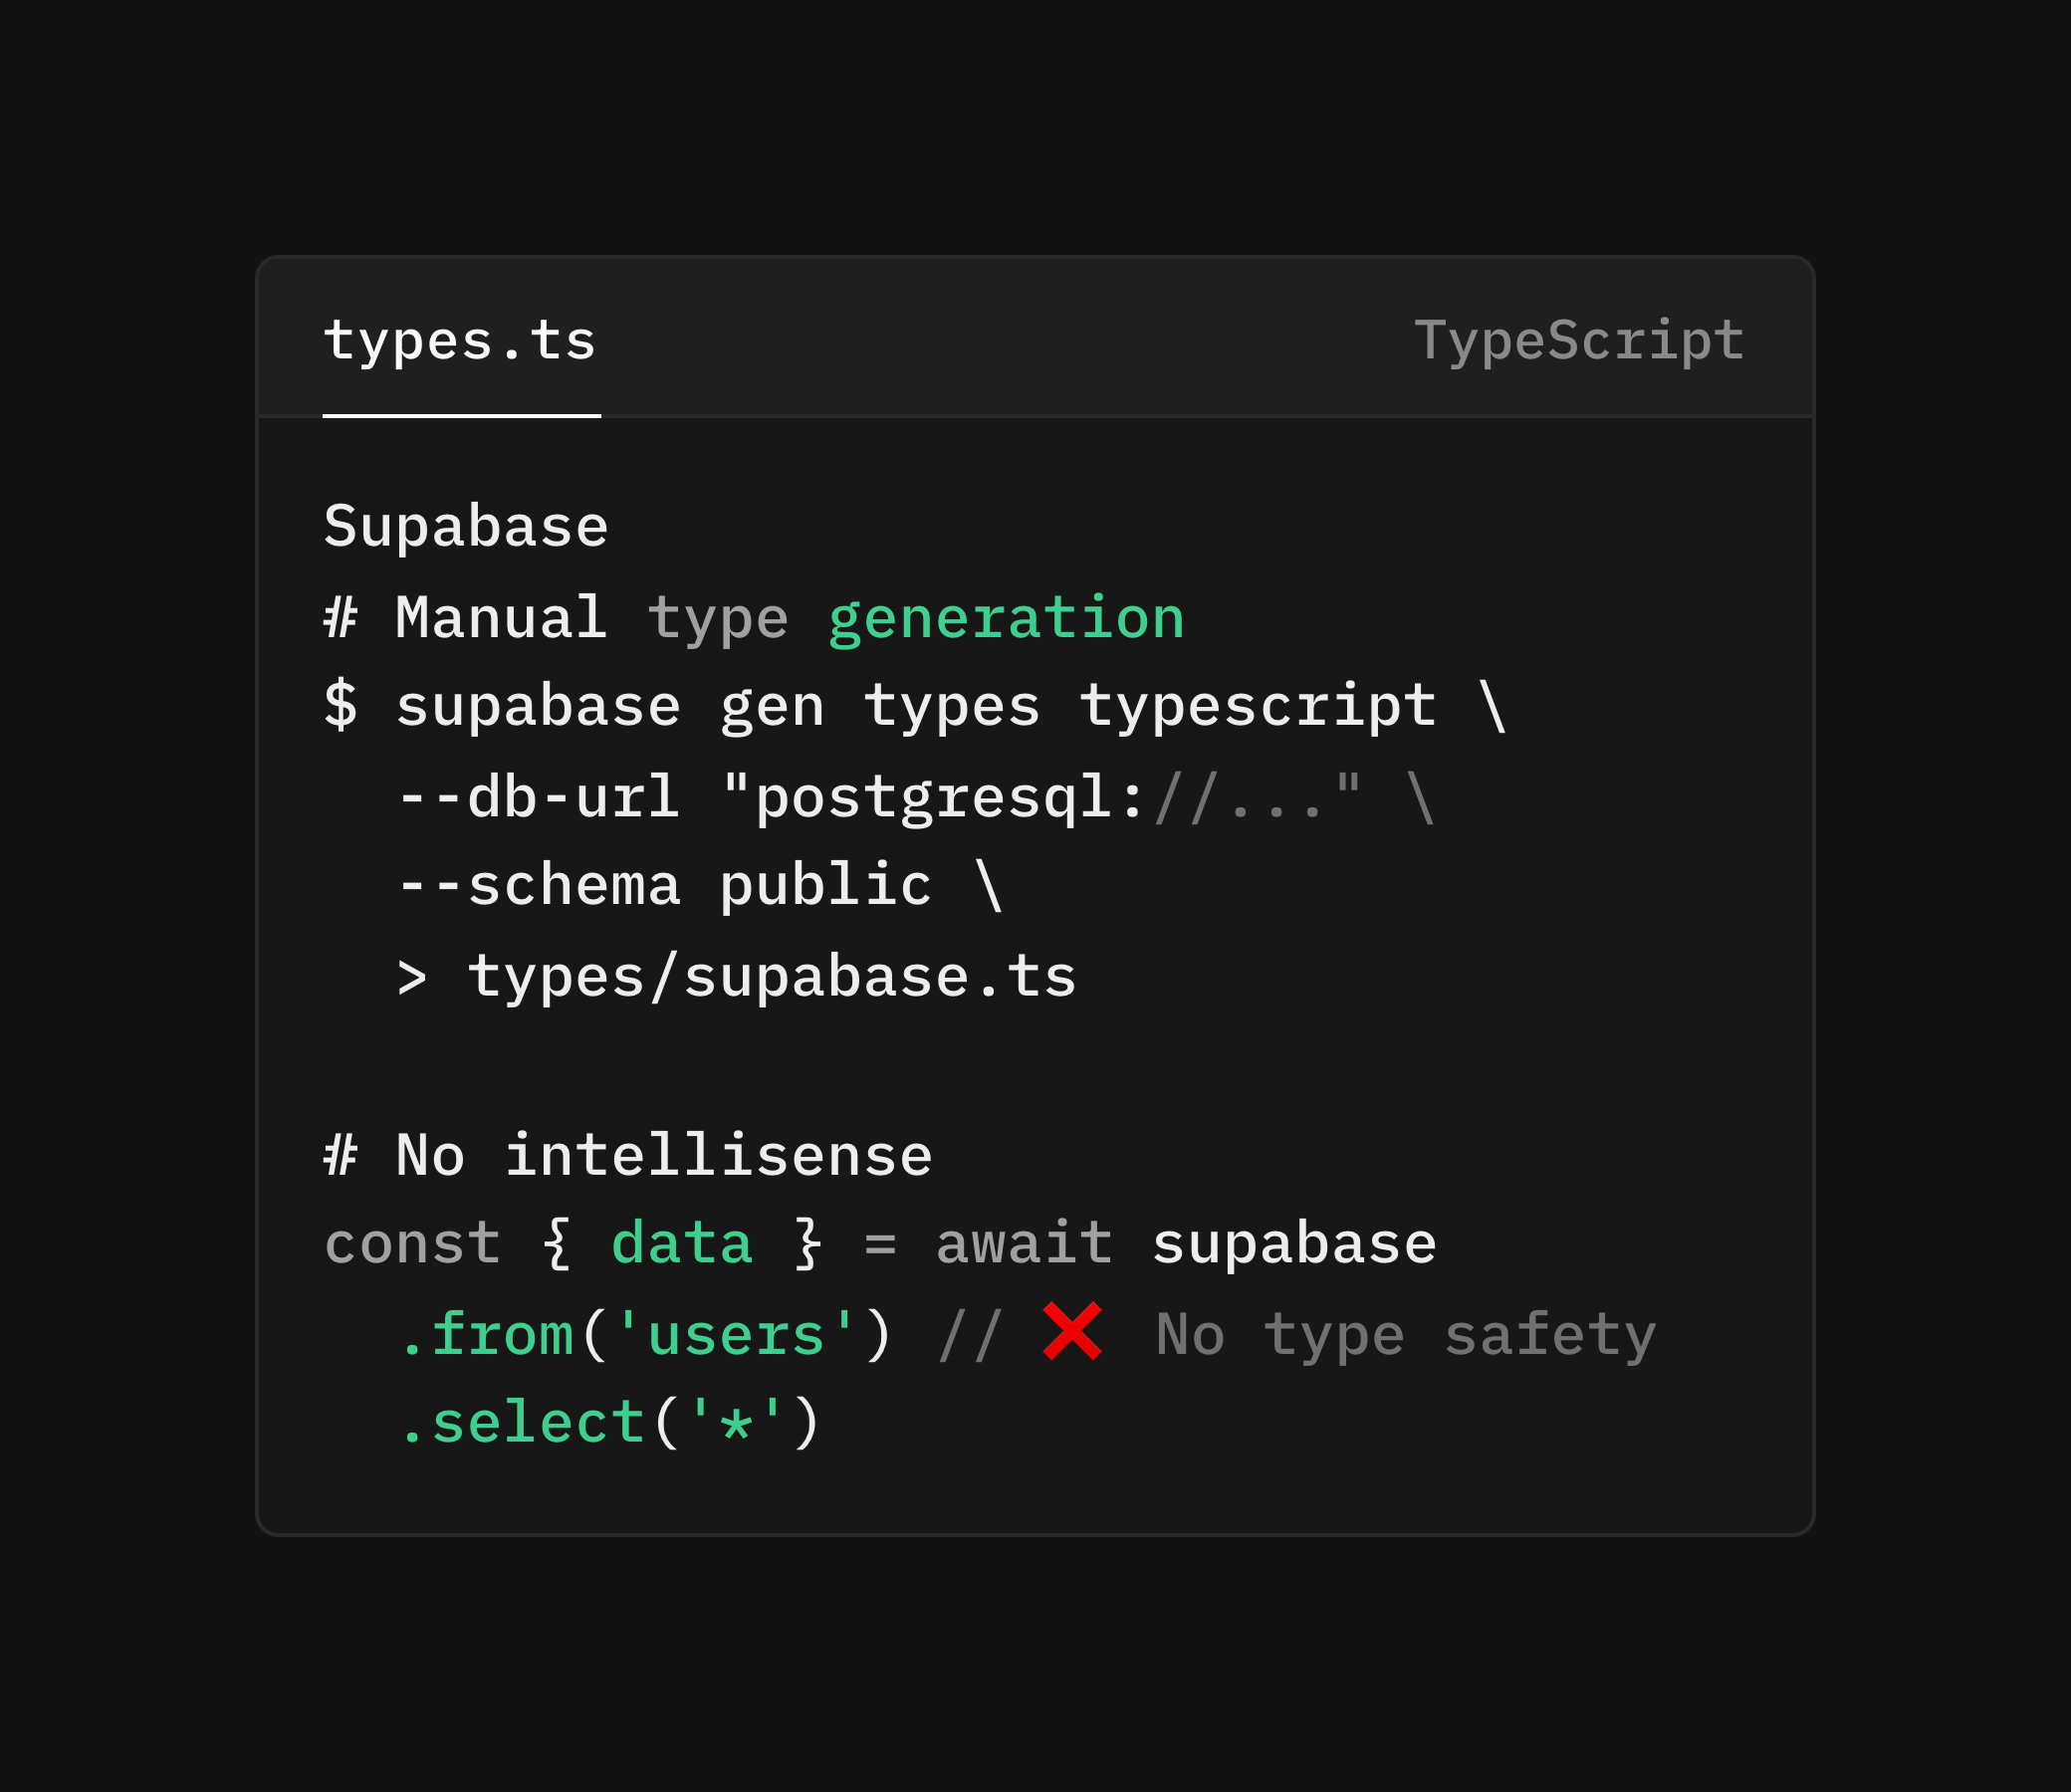 types.ts
TypeScript
Supabase
# Manual type generation
$ supabase gen types typescript \
  --db-url "postgresql://..." \
  --schema public \
  > types/supabase.ts

# No intellisense
const { data } = await supabase
  .from('users') // ❌ No type safety
  .select('*')